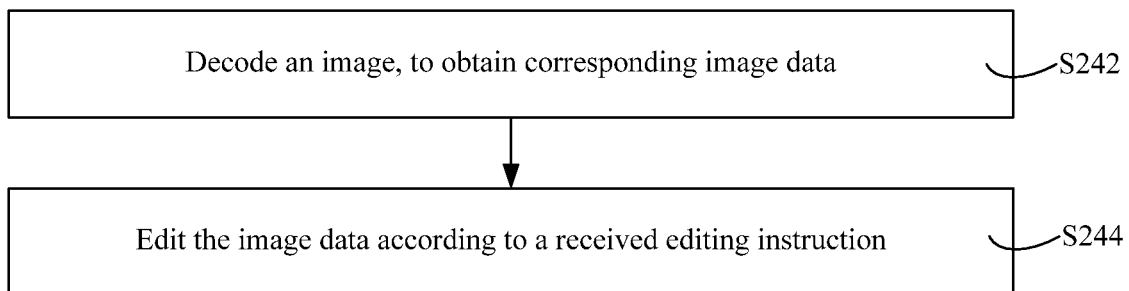 Decode an image, to obtain corresponding image data
S242
Edit the image data according to a received editing instruction
S244